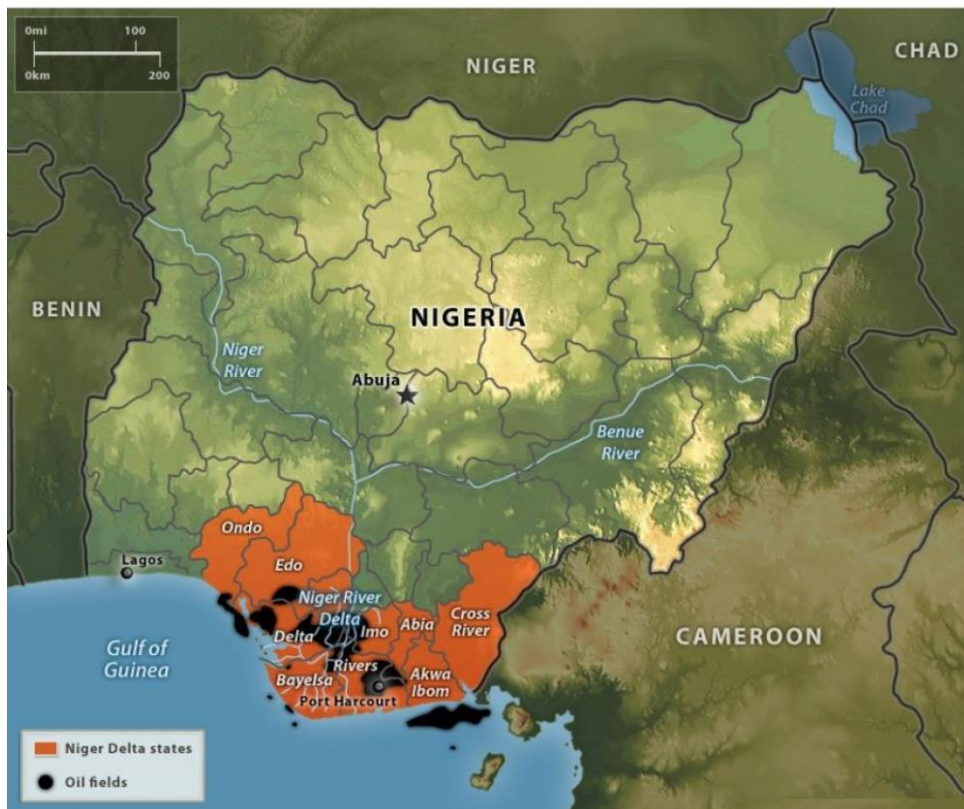 0mi 100
0km 200
NIGER
CHAD
Lake
Chad
BENIN
NIGERIA
Niger
River
Abuja
Benue
River
Ondo
Lagos
Edo
Niger River
Delta
Delta
Imo
Abia
Cross
River
Gulf of
Guinea
CAMEROON
Rivers
Bayelsa
Akwa
Ibom
Port Harcourt
Niger Delta states
Oil fields